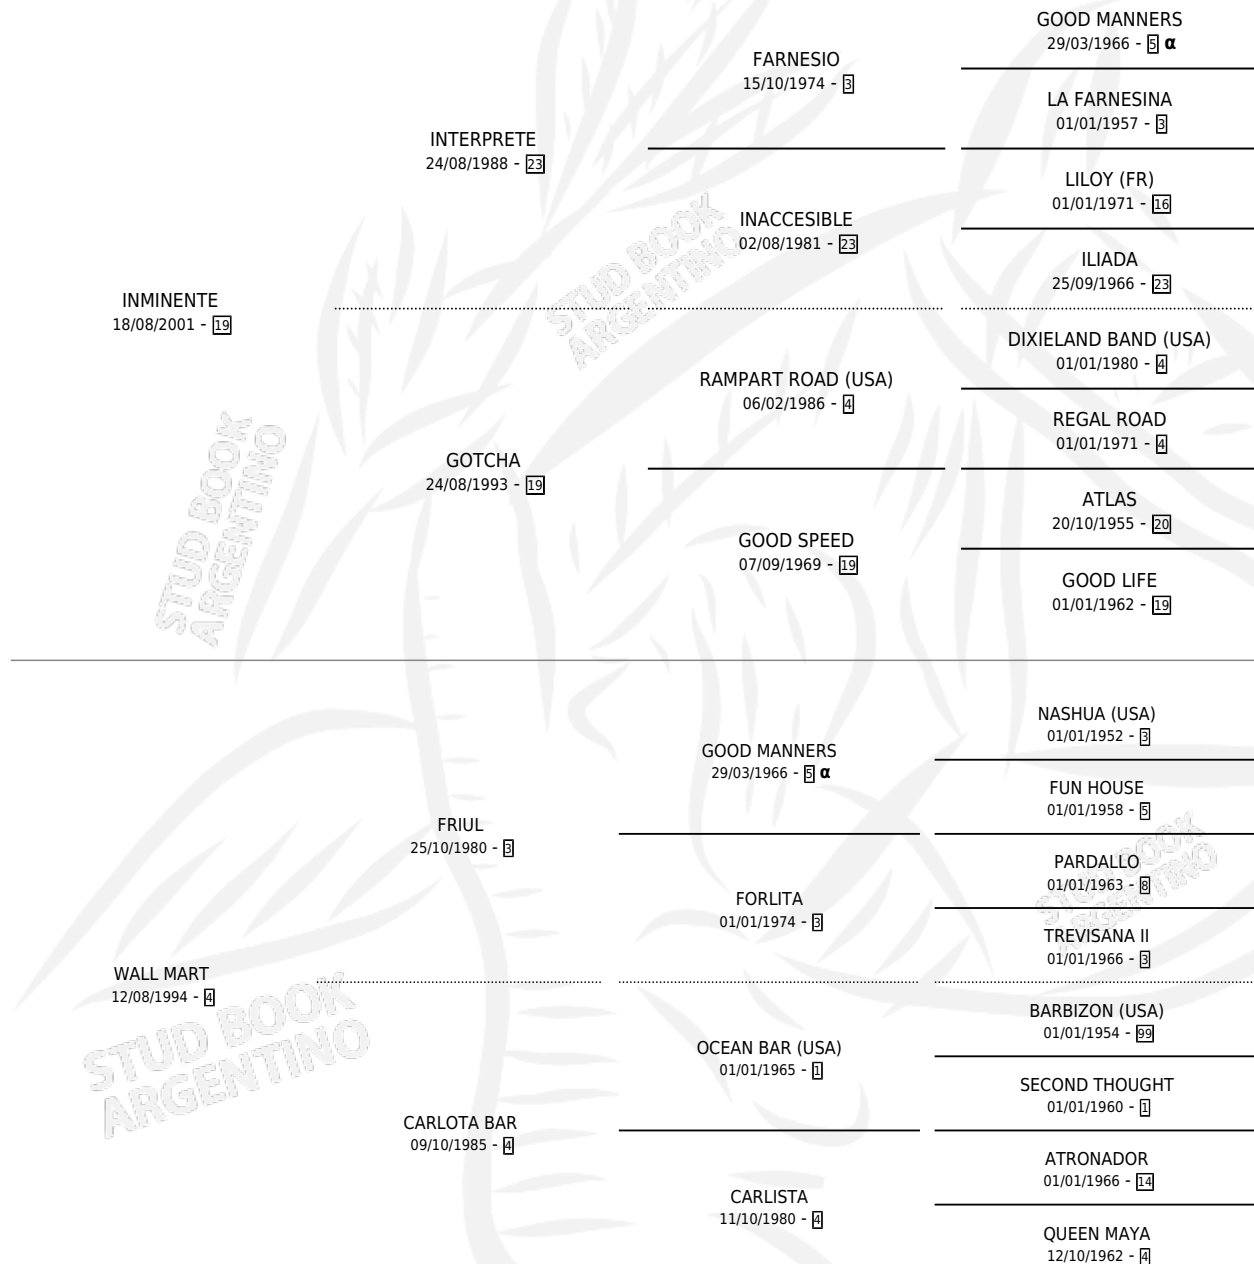 GOOD MANNERS
29/03/1966 - 5 α
FARNESIO
15/10/1974 - 3
LA FARNESINA
01/01/1957 - 3
INTERPRETE
24/08/1988 - 23
LILOY (FR)
01/01/1971 - 16
INACCESIBLE
02/08/1981 - 23
ILIADA
25/09/1966 - 23
INMINENTE
18/08/2001 - 19
DIXIELAND BAND (USA)
01/01/1980 - 4
RAMPART ROAD (USA)
06/02/1986 - 4
REGAL ROAD
01/01/1971 - 4
GOTCHA
24/08/1993 - 19
ATLAS
20/10/1955 - 20
GOOD SPEED
07/09/1969 - 19
GOOD LIFE
01/01/1962 - 19
NASHUA (USA)
01/01/1952 - 3
GOOD MANNERS
29/03/1966 - 5 α
FUN HOUSE
01/01/1958 - 5
FRIUL
25/10/1980 - 3
PARDALLO
01/01/1963 - 8
FORLITA
01/01/1974 - 3
TREVISANA II
01/01/1966 - 3
WALL MART
12/08/1994 - 4
BARBIZON (USA)
01/01/1954 - 99
OCEAN BAR (USA)
01/01/1965 - 1
SECOND THOUGHT
01/01/1960 - 1
CARLOTA BAR
09/10/1985 - 4
ATRONADOR
01/01/1966 - 14
CARLISTA
11/10/1980 - 4
QUEEN MAYA
12/10/1962 - 4
STUD BOOK
ARGENTINO
STUD BOOK
ARGENTINO
STUD BOOK
ARGENTINO
STUD BOOK
ARGENTINO